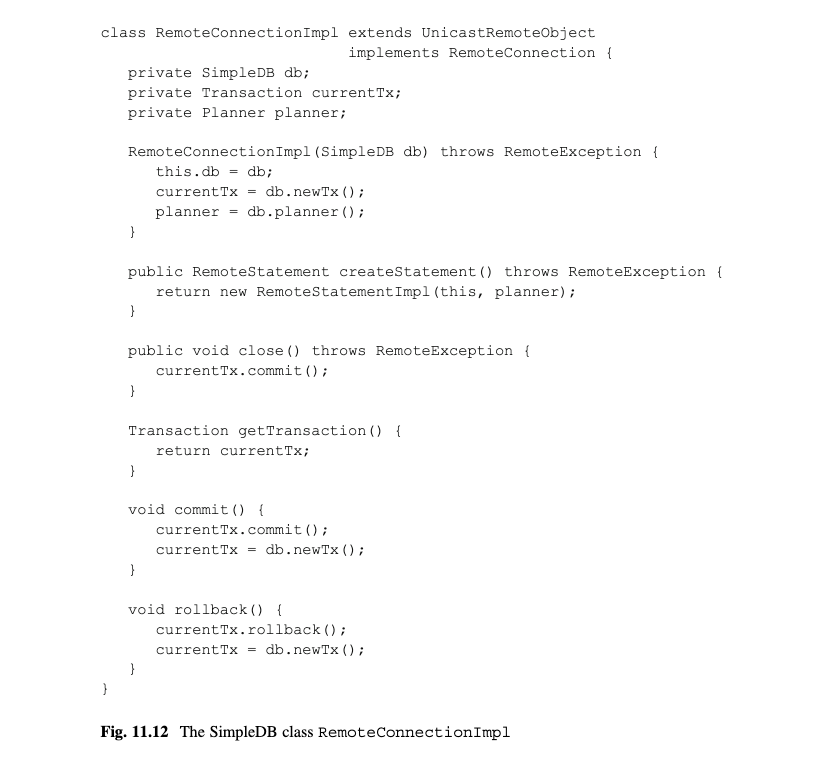 class RemoteConnectionImpl extends UnicastRemoteObject
                           implements RemoteConnection {
   private SimpleDB db;
   private Transaction currentTx;
   private Planner planner;

   RemoteConnectionImpl(SimpleDB db) throws RemoteException {
      this.db = db;
      currentTx = db.newTx();
      planner = db.planner();
   }

   public RemoteStatement createStatement() throws RemoteException {
      return new RemoteStatementImpl(this, planner);
   }

   public void close() throws RemoteException {
      currentTx.commit();
   }

   Transaction getTransaction() {
      return currentTx;
   }

   void commit() {
      currentTx.commit();
      currentTx = db.newTx();
   }

   void rollback() {
      currentTx.rollback();
      currentTx = db.newTx();
   }
}
Fig. 11.12 The SimpleDB class RemoteConnectionImpl